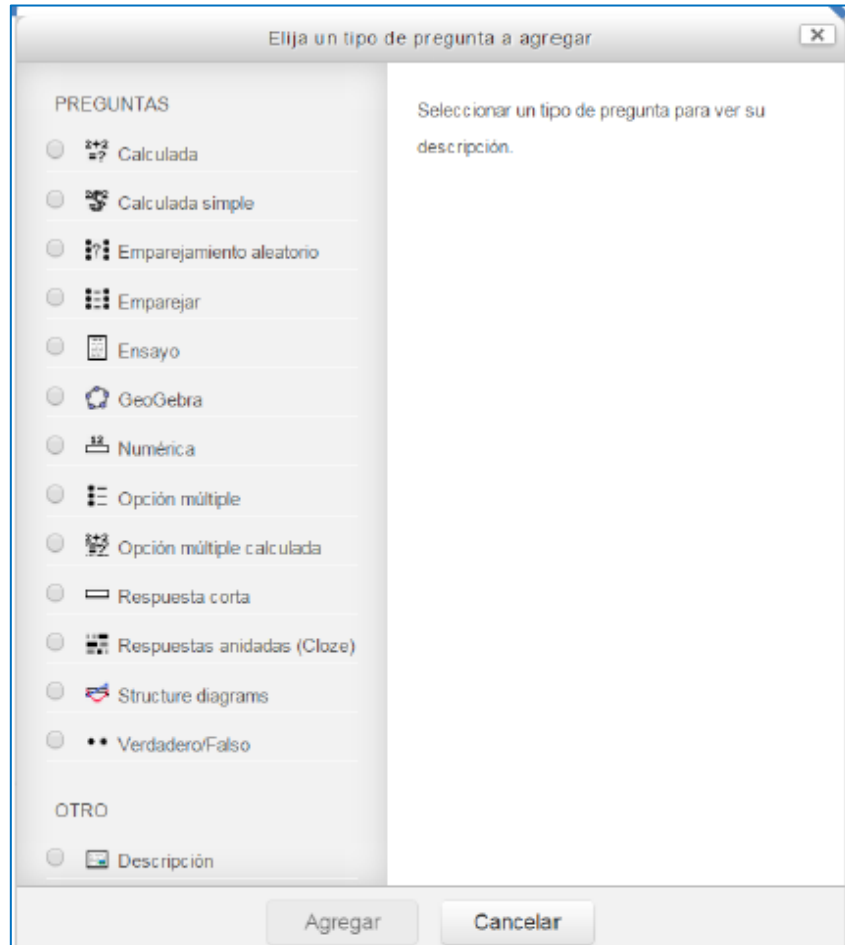 Elija un tipo de pregunta a agregar
PREGUNTAS
Calculada
Calculada simple
Emparejamiento aleatorio
Emparejar
Ensayo
GeoGebra
Numérica
Opción múltiple
Opción múltiple calculada
Respuesta corta
Respuestas anidadas (Cloze)
Structure diagrams
Verdadero/Falso
OTRO
Descripción
Seleccionar un tipo de pregunta para ver su
descripción.
Agregar
Cancelar